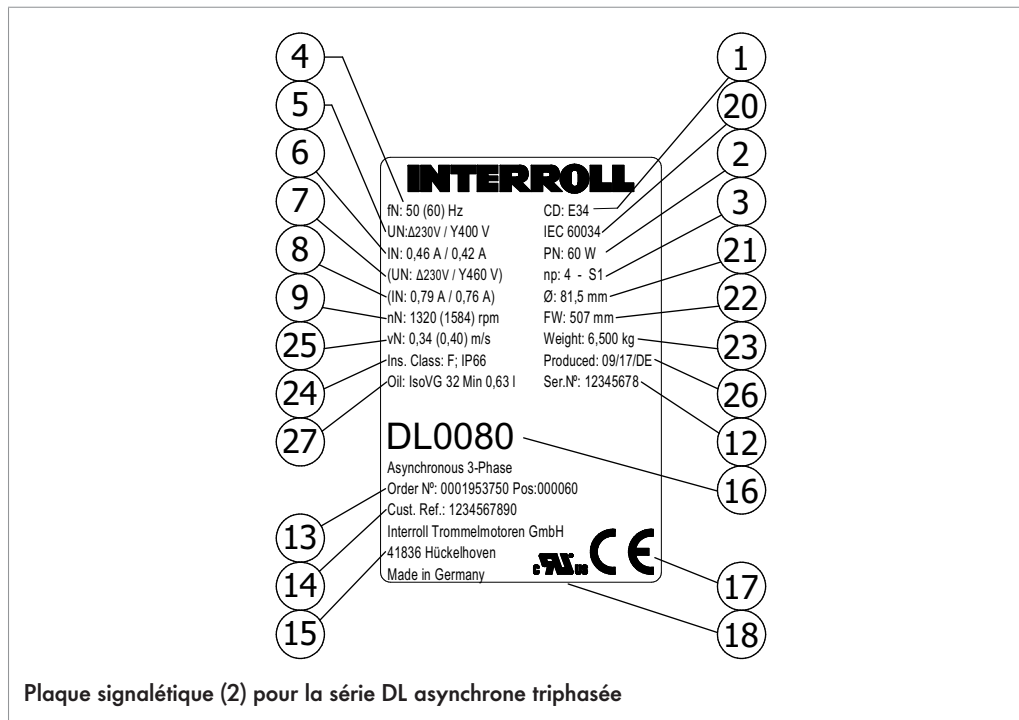 4
5
6
7
8
9
25
24
27
13
14
15
1
20
2
3
21
22
23
26
12
16
17
18
INTERROLL
fN: 50 (60) Hz
UN:Δ230V / Y400 V
IN: 0,46 A / 0,42 A
(UN: Δ230V / Y460 V)
(IN: 0,79 A / 0,76 A)
nN: 1320 (1584) rpm
vN: 0,34 (0,40) m/s
Ins. Class: F; IP66
Oil: IsoVG 32 Min 0,63 l
CD: E34
IEC 60034
PN: 60 W
np: 4 - S1
Ø: 81,5 mm
FW: 507 mm
Weight: 6,500 kg
Produced: 09/17/DE
Ser.Nº: 12345678
DL0080
Asynchronous 3-Phase
Order Nº: 0001953750 Pos:000060
Cust. Ref.: 1234567890
Interroll Trommelmotoren GmbH
41836 Hückelhoven
Made in Germany
c RU us CE
Plaque signalétique (2) pour la série DL asynchrone triphasée